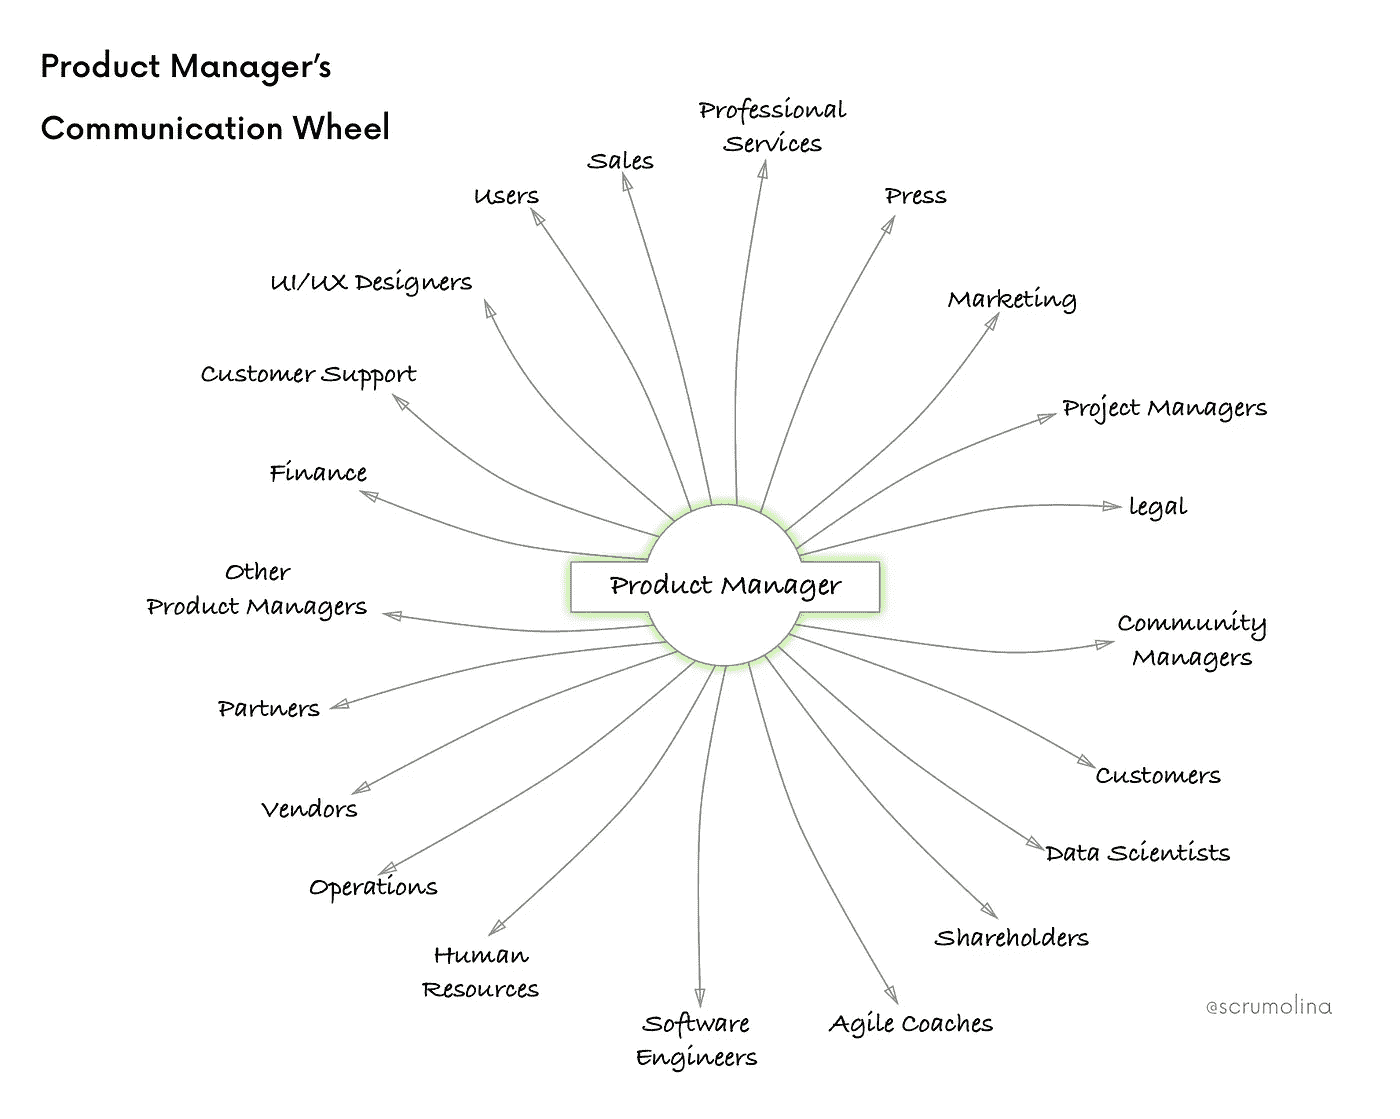 Product Manager's
Communication Wheel
Professional
Services
Sales
Users
Press
UI/UX Designers
Marketing
Customer Support
Project Managers
Finance
legal
Other
Product Managers
Product Manager
Community
Managers
Partners
Customers
Vendors
Data Scientists
Operations
Shareholders
Human
Resources
Software
Engineers
Agile Coaches
@scrumolina